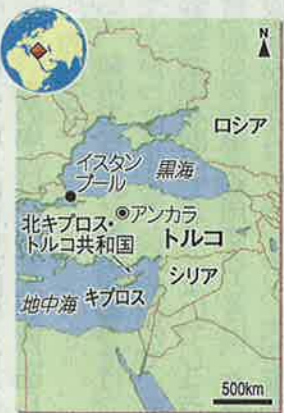 N
ロシア
イスタン
ブール
黒海
アンカラ
北キプロス・
トルコ共和国
トルコ
シリア
地中海
キプロス
500km